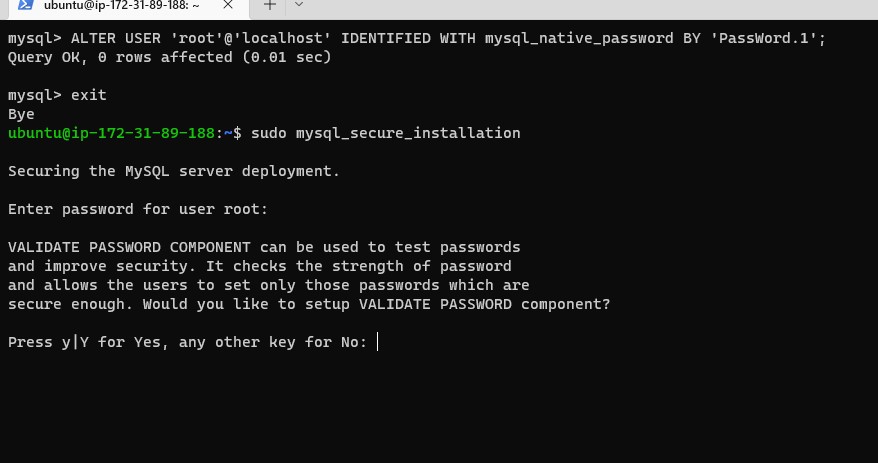 ubuntu@ip-172-31-89-188: ~
mysql> ALTER USER 'root'@'localhost' IDENTIFIED WITH mysql_native_password BY 'PassWord.1';
Query OK, 0 rows affected (0.01 sec)
mysql> exit
Bye
ubuntu@ip-172-31-89-188:~$ sudo mysql_secure_installation
Securing the MySQL server deployment.
Enter password for user root:
VALIDATE PASSWORD COMPONENT can be used to test passwords
and improve security. It checks the strength of password
and allows the users to set only those passwords which are
secure enough. Would you like to setup VALIDATE PASSWORD component?
Press y|Y for Yes, any other key for No: